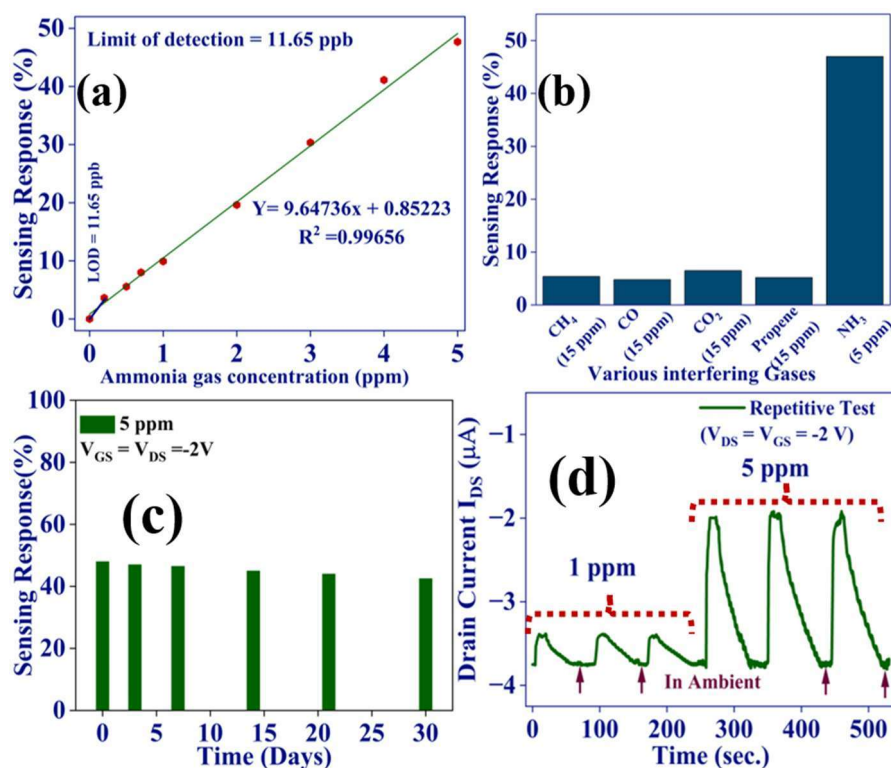 Limit of detection = 11.65 ppb
(a)
LOD = 11.65 ppb
Y= 9.64736x + 0.85223
R² =0.99656
Sensing Response (%)
50
40
30
20
10
0
0 1 2 3 4 5
Ammonia gas concentration (ppm)
(b)
Sensing Response (%)
50
40
30
20
10
0
CH₄ (15 ppm)
CO (15 ppm)
CO₂ (15 ppm)
Propene (15 ppm)
NH₃ (5 ppm)
Various interfering Gases
5 ppm
V_GS = V_DS =-2V
(c)
Sensing Response(%)
100
80
60
40
20
0
0 5 10 15 20 25 30
Time (Days)
Repetitive Test
(V_DS = V_GS = -2 V)
(d)
5 ppm
1 ppm
In Ambient
Drain Current I_DS (μA)
−1
−2
−3
−4
0 100 200 300 400 500
Time (sec.)